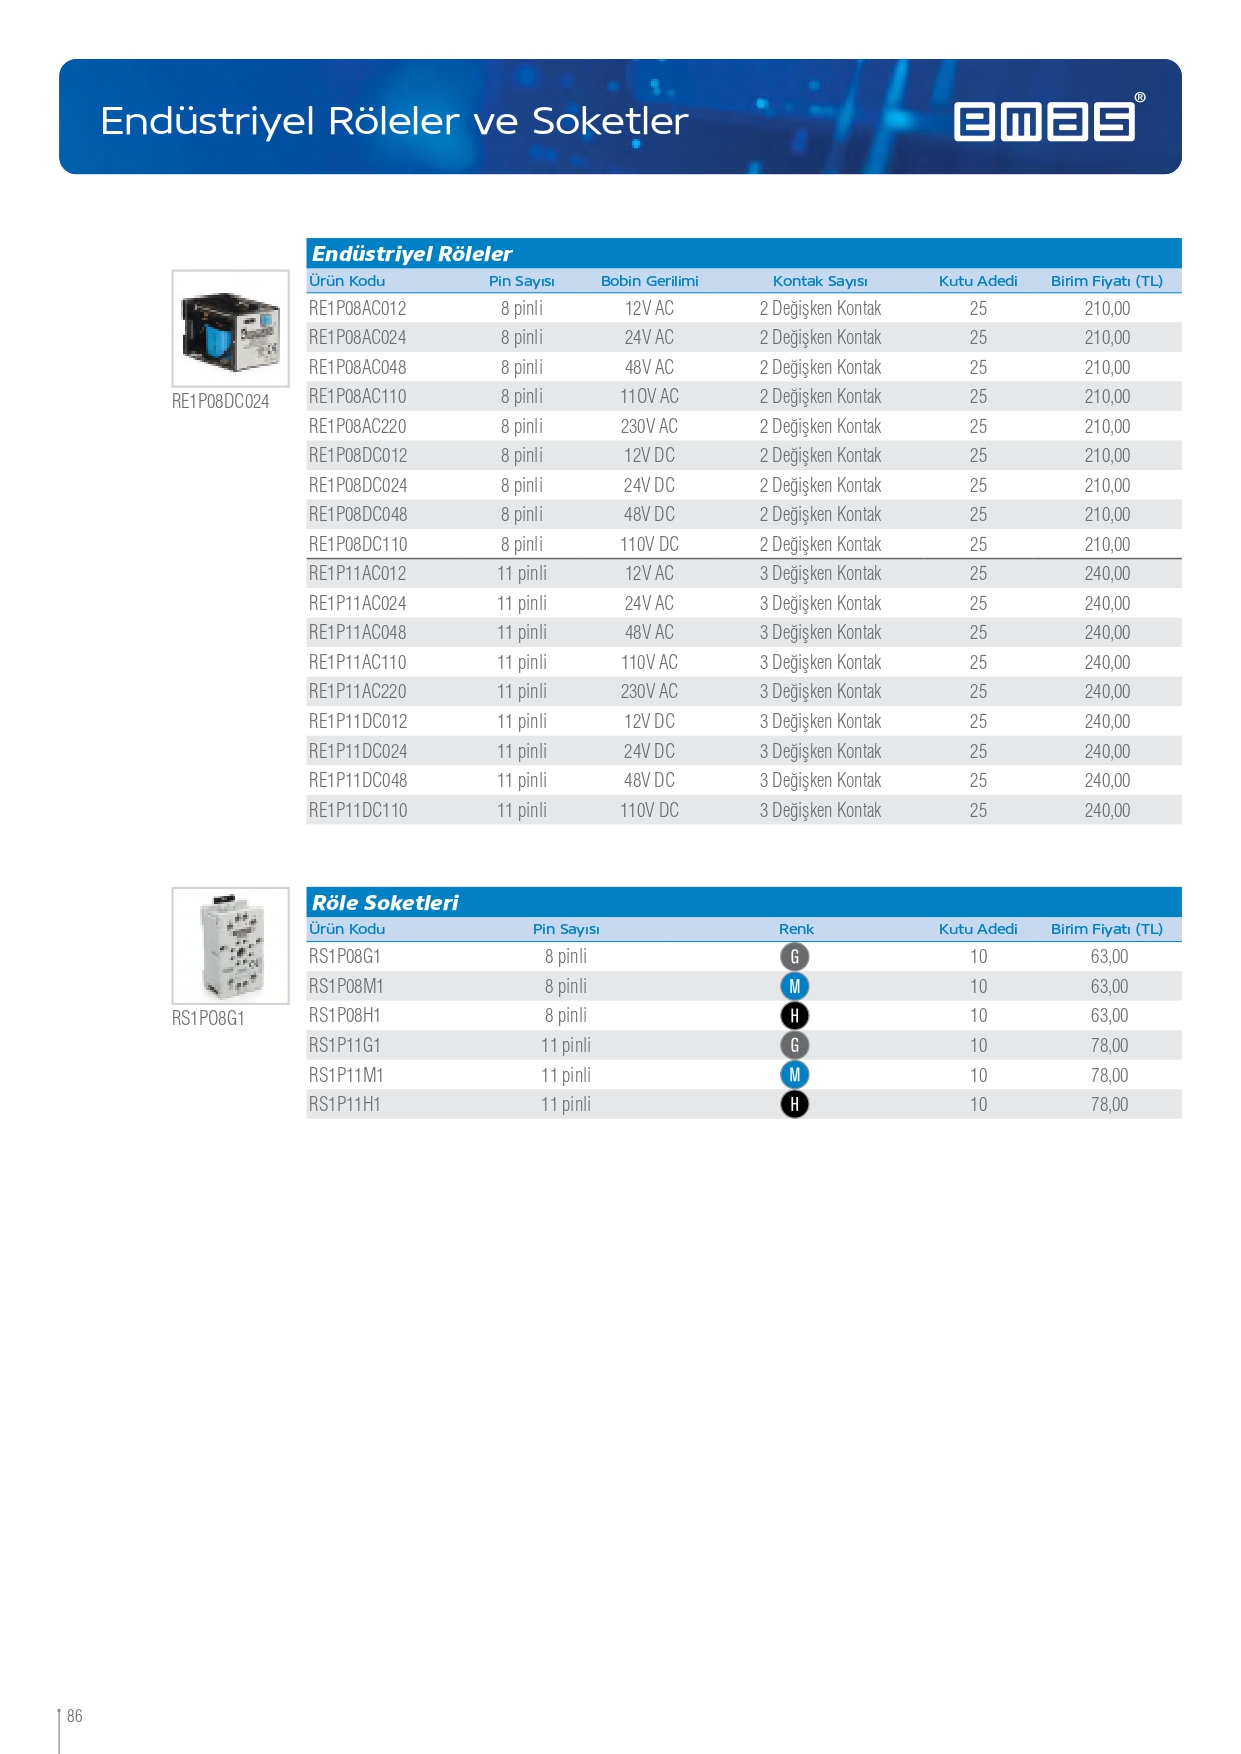 Endüstriyel Röleler ve Soketler
emas®
Endüstriyel Röleler
Ürün Kodu Pin Sayısı Bobin Gerilimi Kontak Sayısı Kutu Adedi Birim Fiyatı (TL)
RE1P08AC012 8 pinli 12V AC 2 Değişken Kontak 25 210,00
RE1P08AC024 8 pinli 24V AC 2 Değişken Kontak 25 210,00
RE1P08AC048 8 pinli 48V AC 2 Değişken Kontak 25 210,00
RE1P08AC110 8 pinli 11OV AC 2 Değişken Kontak 25 210,00
RE1P08AC220 8 pinli 230V AC 2 Değişken Kontak 25 210,00
RE1P08DC012 8 pinli 12V DC 2 Değişken Kontak 25 210,00
RE1P08DC024 8 pinli 24V DC 2 Değişken Kontak 25 210,00
RE1P08DC048 8 pinli 48V DC 2 Değişken Kontak 25 210,00
RE1P08DC110 8 pinli 110V DC 2 Değişken Kontak 25 210,00
RE1P11AC012 11 pinli 12V AC 3 Değişken Kontak 25 240,00
RE1P11AC024 11 pinli 24V AC 3 Değişken Kontak 25 240,00
RE1P11AC048 11 pinli 48V AC 3 Değişken Kontak 25 240,00
RE1P11AC110 11 pinli 110V AC 3 Değişken Kontak 25 240,00
RE1P11AC220 11 pinli 230V AC 3 Değişken Kontak 25 240,00
RE1P11DC012 11 pinli 12V DC 3 Değişken Kontak 25 240,00
RE1P11DC024 11 pinli 24V DC 3 Değişken Kontak 25 240,00
RE1P11DC048 11 pinli 48V DC 3 Değişken Kontak 25 240,00
RE1P11DC110 11 pinli 110V DC 3 Değişken Kontak 25 240,00
RE1P08DC024
Röle Soketleri
Ürün Kodu Pin Sayısı Renk Kutu Adedi Birim Fiyatı (TL)
RS1P08G1 8 pinli G 10 63,00
RS1P08M1 8 pinli M 10 63,00
RS1P08H1 8 pinli H 10 63,00
RS1P11G1 11 pinli G 10 78,00
RS1P11M1 11 pinli M 10 78,00
RS1P11H1 11 pinli H 10 78,00
RS1PO8G1
86